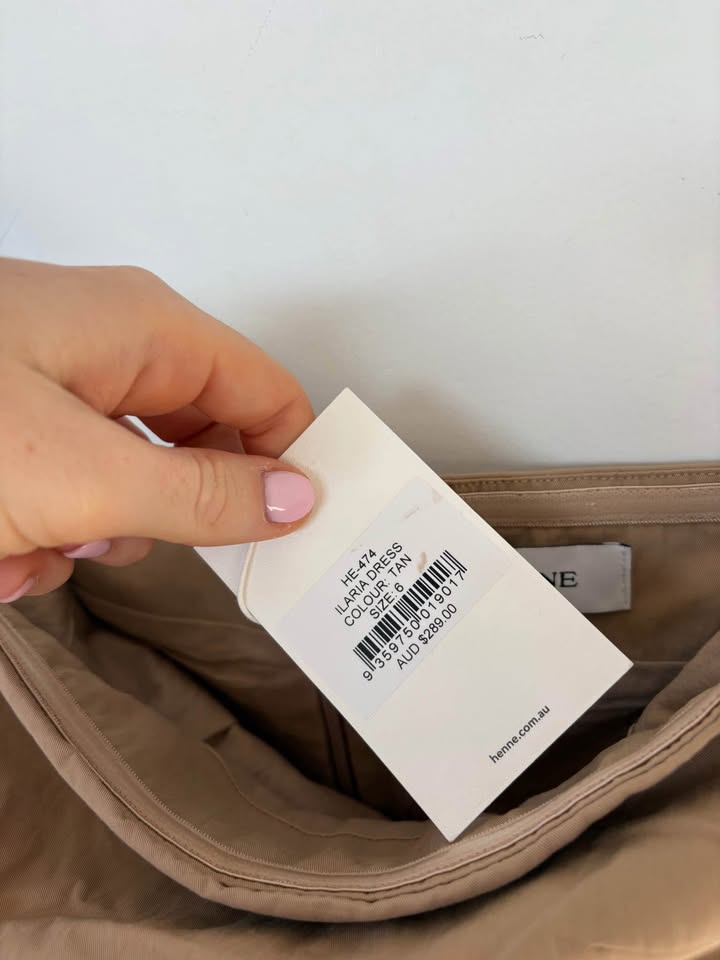 HE-474
ILARIA DRESS
COLOUR: TAN
SIZE: 6
9 359750 019017
AUD $289.00
henne.com.au
NE